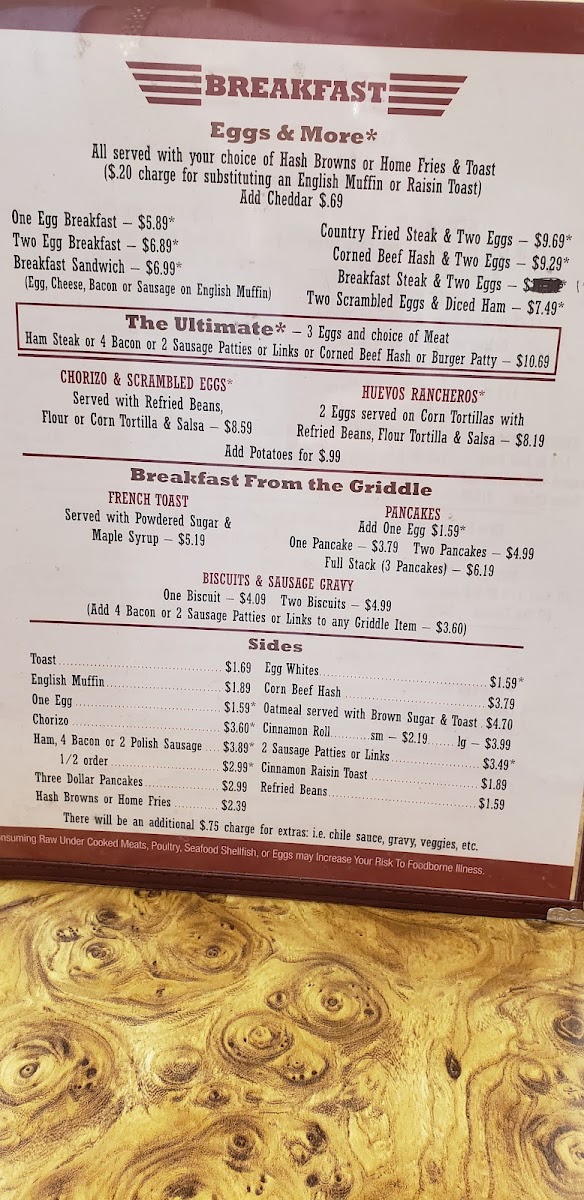 BREAKFAST
Eggs & More*
All served with your choice of Hash Browns or Home Fries & Toast
($.20 charge for substituting an English Muffin or Raisin Toast)
Add Cheddar $.69
One Egg Breakfast – $5.89*
Two Egg Breakfast – $6.89*
Breakfast Sandwich – $6.99*
(Egg, Cheese, Bacon or Sausage on English Muffin)
Country Fried Steak & Two Eggs – $9.69*
Corned Beef Hash & Two Eggs – $9.29*
Breakfast Steak & Two Eggs – $
Two Scrambled Eggs & Diced Ham – $7.49*
The Ultimate* – 3 Eggs and choice of Meat
Ham Steak or 4 Bacon or 2 Sausage Patties or Links or Corned Beef Hash or Burger Patty – $10.69
CHORIZO & SCRAMBLED EGGS*
Served with Refried Beans,
Flour or Corn Tortilla & Salsa – $8.59
HUEVOS RANCHEROS*
2 Eggs served on Corn Tortillas with
Refried Beans, Flour Tortilla & Salsa – $8.19
Add Potatoes for $.99
Breakfast From the Griddle
FRENCH TOAST
Served with Powdered Sugar &
Maple Syrup – $5.19
PANCAKES
Add One Egg $1.59*
One Pancake – $3.79 Two Pancakes – $4.99
Full Stack (3 Pancakes) – $6.19
BISCUITS & SAUSAGE GRAVY
One Biscuit – $4.09 Two Biscuits – $4.99
(Add 4 Bacon or 2 Sausage Patties or Links to any Griddle Item – $3.60)
Sides
Toast $1.69
English Muffin $1.89
One Egg $1.59*
Chorizo $3.60*
Ham, 4 Bacon or 2 Polish Sausage $3.89*
1/2 order $2.99*
Three Dollar Pancakes $2.99
Hash Browns or Home Fries $2.39
Egg Whites $1.59*
Corn Beef Hash $3.79
Oatmeal served with Brown Sugar & Toast $4.70
Cinnamon Roll sm – $2.19 lg – $3.99
2 Sausage Patties or Links $3.49*
Cinnamon Raisin Toast $1.89
Refried Beans $1.59
There will be an additional $.75 charge for extras: i.e. chile sauce, gravy, veggies, etc.
nsuming Raw Under Cooked Meats, Poultry, Seafood Shellfish, or Eggs may Increase Your Risk To Foodborne Illness.